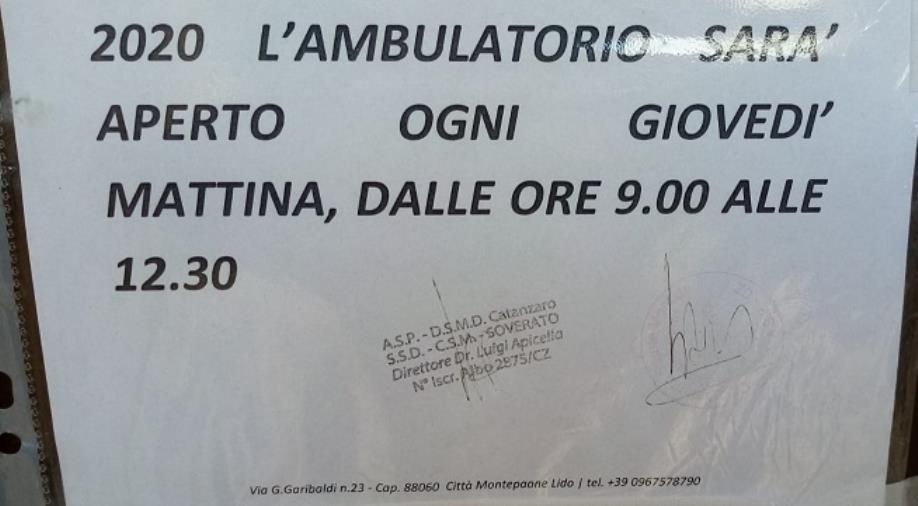 2020 L'AMBULATORIO SARA'
APERTO OGNI GIOVEDI'
MATTINA, DALLE ORE 9.00 ALLE
12.30
A.S.P. - D.S.M.D. Catanzaro
S.S.D. - C.S.M. - SOVERATO
Direttore Dr. Luigi Apicella
N° Iscr. Albo 2875/CZ
Via G.Garibaldi n.23 - Cap. 88060 Città Montepaone Lido | tel. +39 0967578790